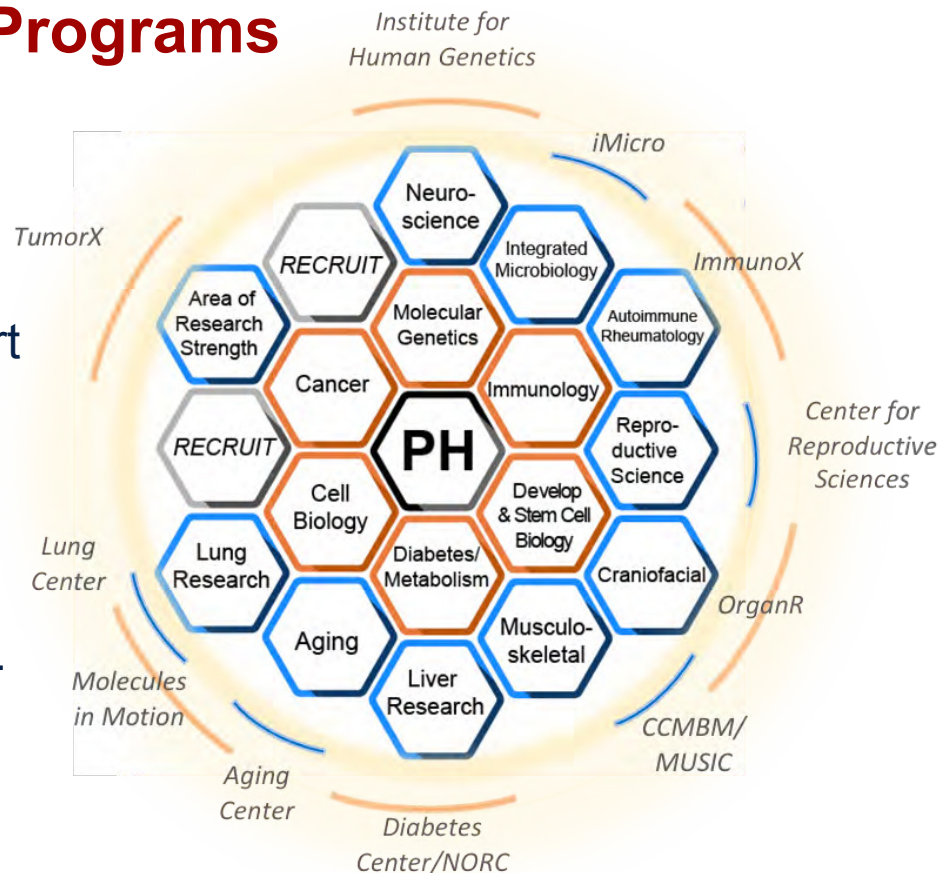 Programs
Institute for
Human Genetics
iMicro
TumorX
ImmunoX
Neuro-
science
RECRUIT
Integrated
Microbiology
Area of
Research
Strength
Molecular
Genetics
Autoimmune
Rheumatology
rt
Cancer
Immunology
Center for
Reproductive
Sciences
RECRUIT
PH
Repro-
ductive
Science
Cell
Biology
Develop
& Stem Cell
Biology
Lung
Center
Lung
Research
Diabetes/
Metabolism
Craniofacial
OrganR
Aging
Musculo-
skeletal
Molecules
in Motion
Liver
Research
CCMBM/
MUSIC
Aging
Center
Diabetes
Center/NORC